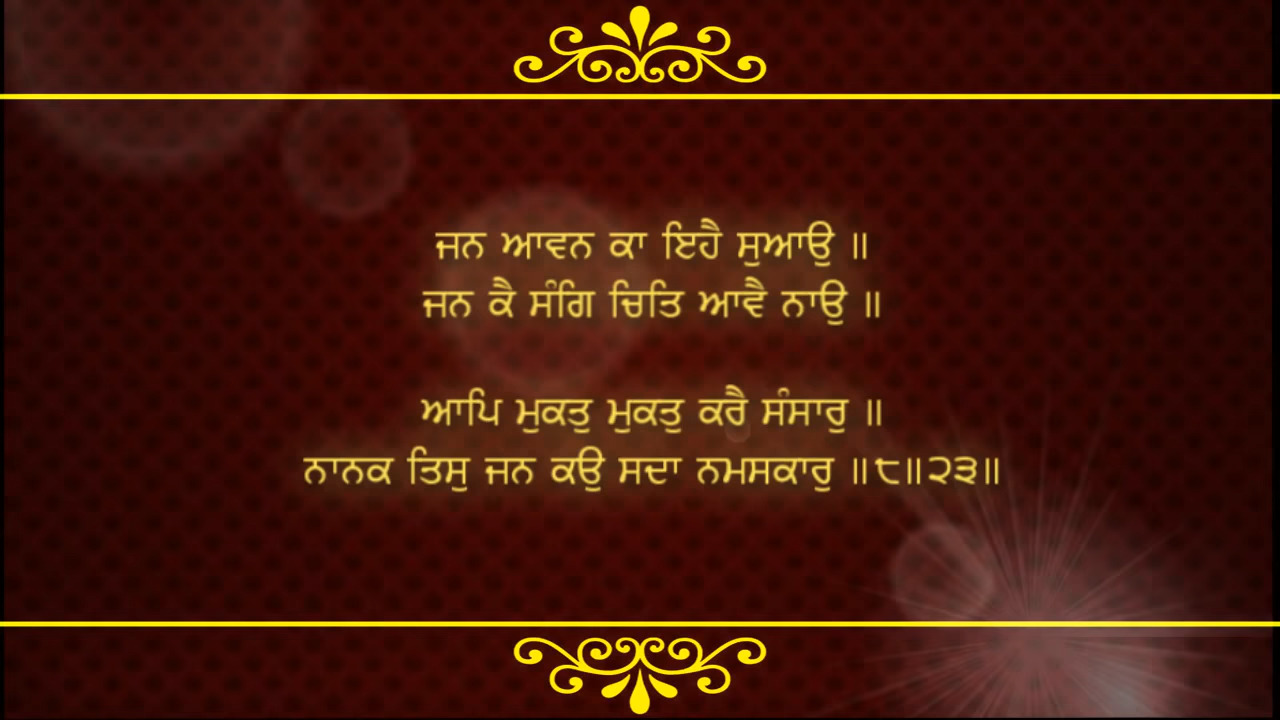 ਜਨ ਆਵਨ ਕਾ ਇਹੈ ਸੁਆਉ ॥
ਜਨ ਕੈ ਸੰਗਿ ਚਿਤਿ ਆਵੈ ਨਾਉ ॥
ਆਪਿ ਮੁਕਤੁ ਮੁਕਤੁ ਕਰੈ ਸੰਸਾਰੁ ॥
ਨਾਨਕ ਤਿਸੁ ਜਨ ਕਉ ਸਦਾ ਨਮਸਕਾਰੁ ॥੮॥੨੩॥